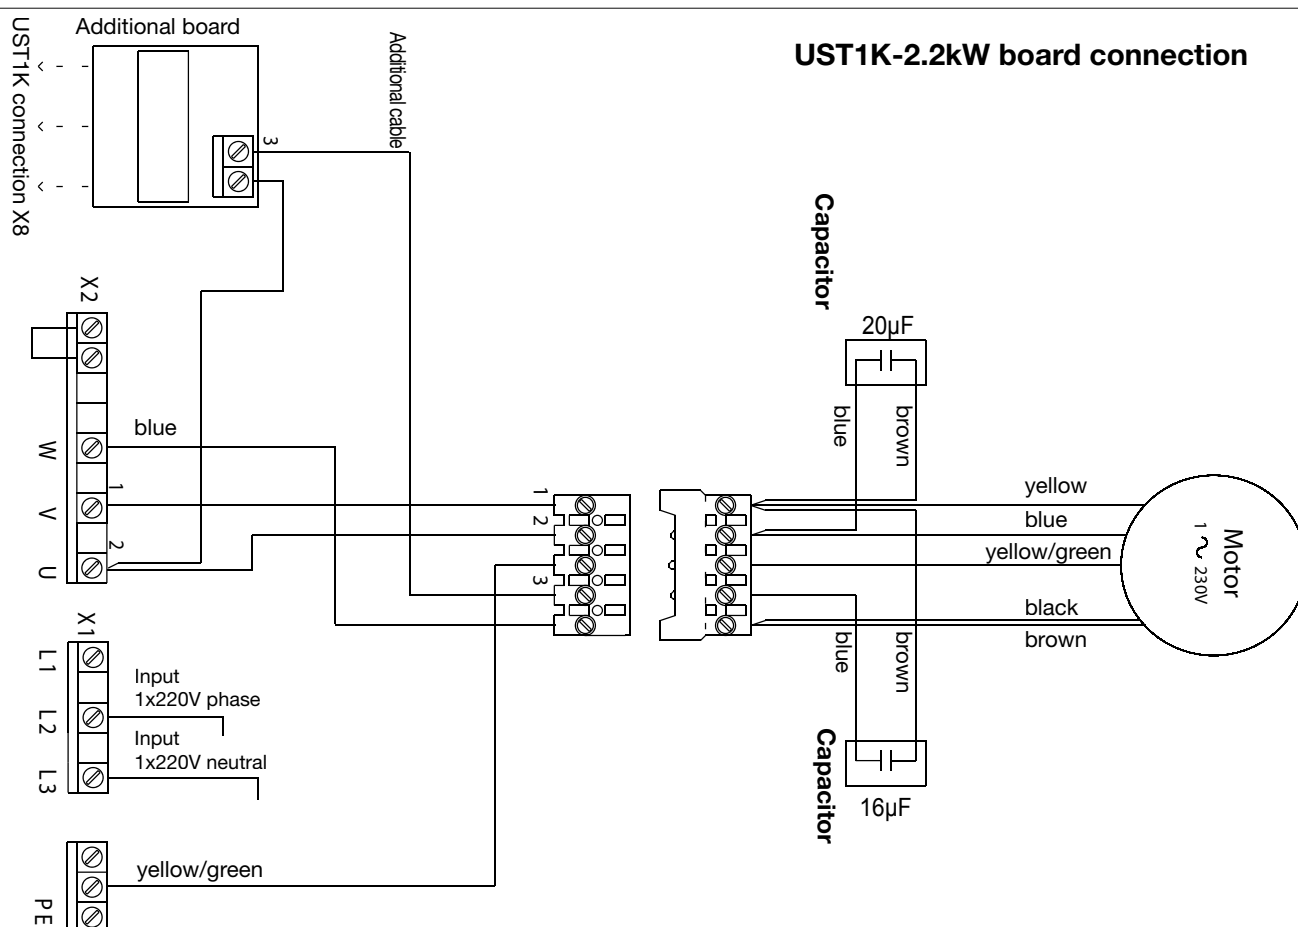 UST1K-2.2kW board connection
Additional board
UST1K connection X8
3
Additional cable
X2
W
V
U
1
2
blue
X1
L1
L2
L3
Input
1x220V phase
Input
1x220V neutral
PE
yellow/green
1
2
3
Capacitor
20µF
blue
brown
yellow
blue
yellow/green
black
brown
Motor
1 230V
blue
brown
Capacitor
16µF